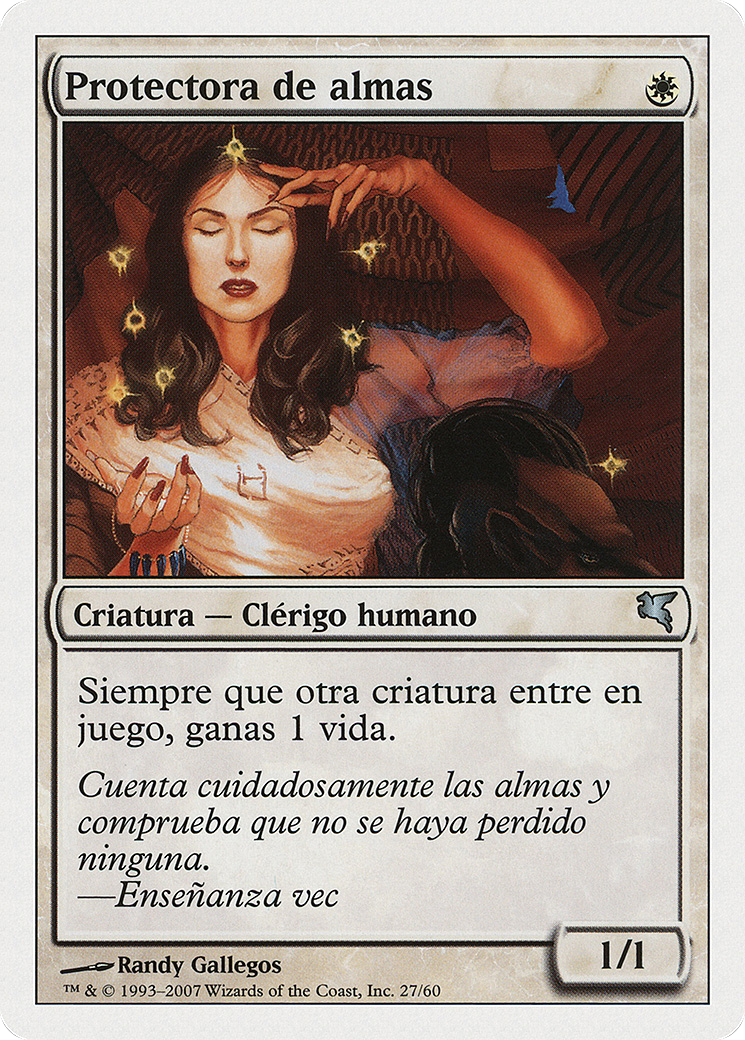 Protectora de almas
Criatura — Clérigo humano
Siempre que otra criatura entre en
juego, ganas 1 vida.
Cuenta cuidadosamente las almas y
comprueba que no se haya perdido
ninguna.
—Enseñanza vec
1/1
Randy Gallegos
™ & © 1993–2007 Wizards of the Coast, Inc. 27/60